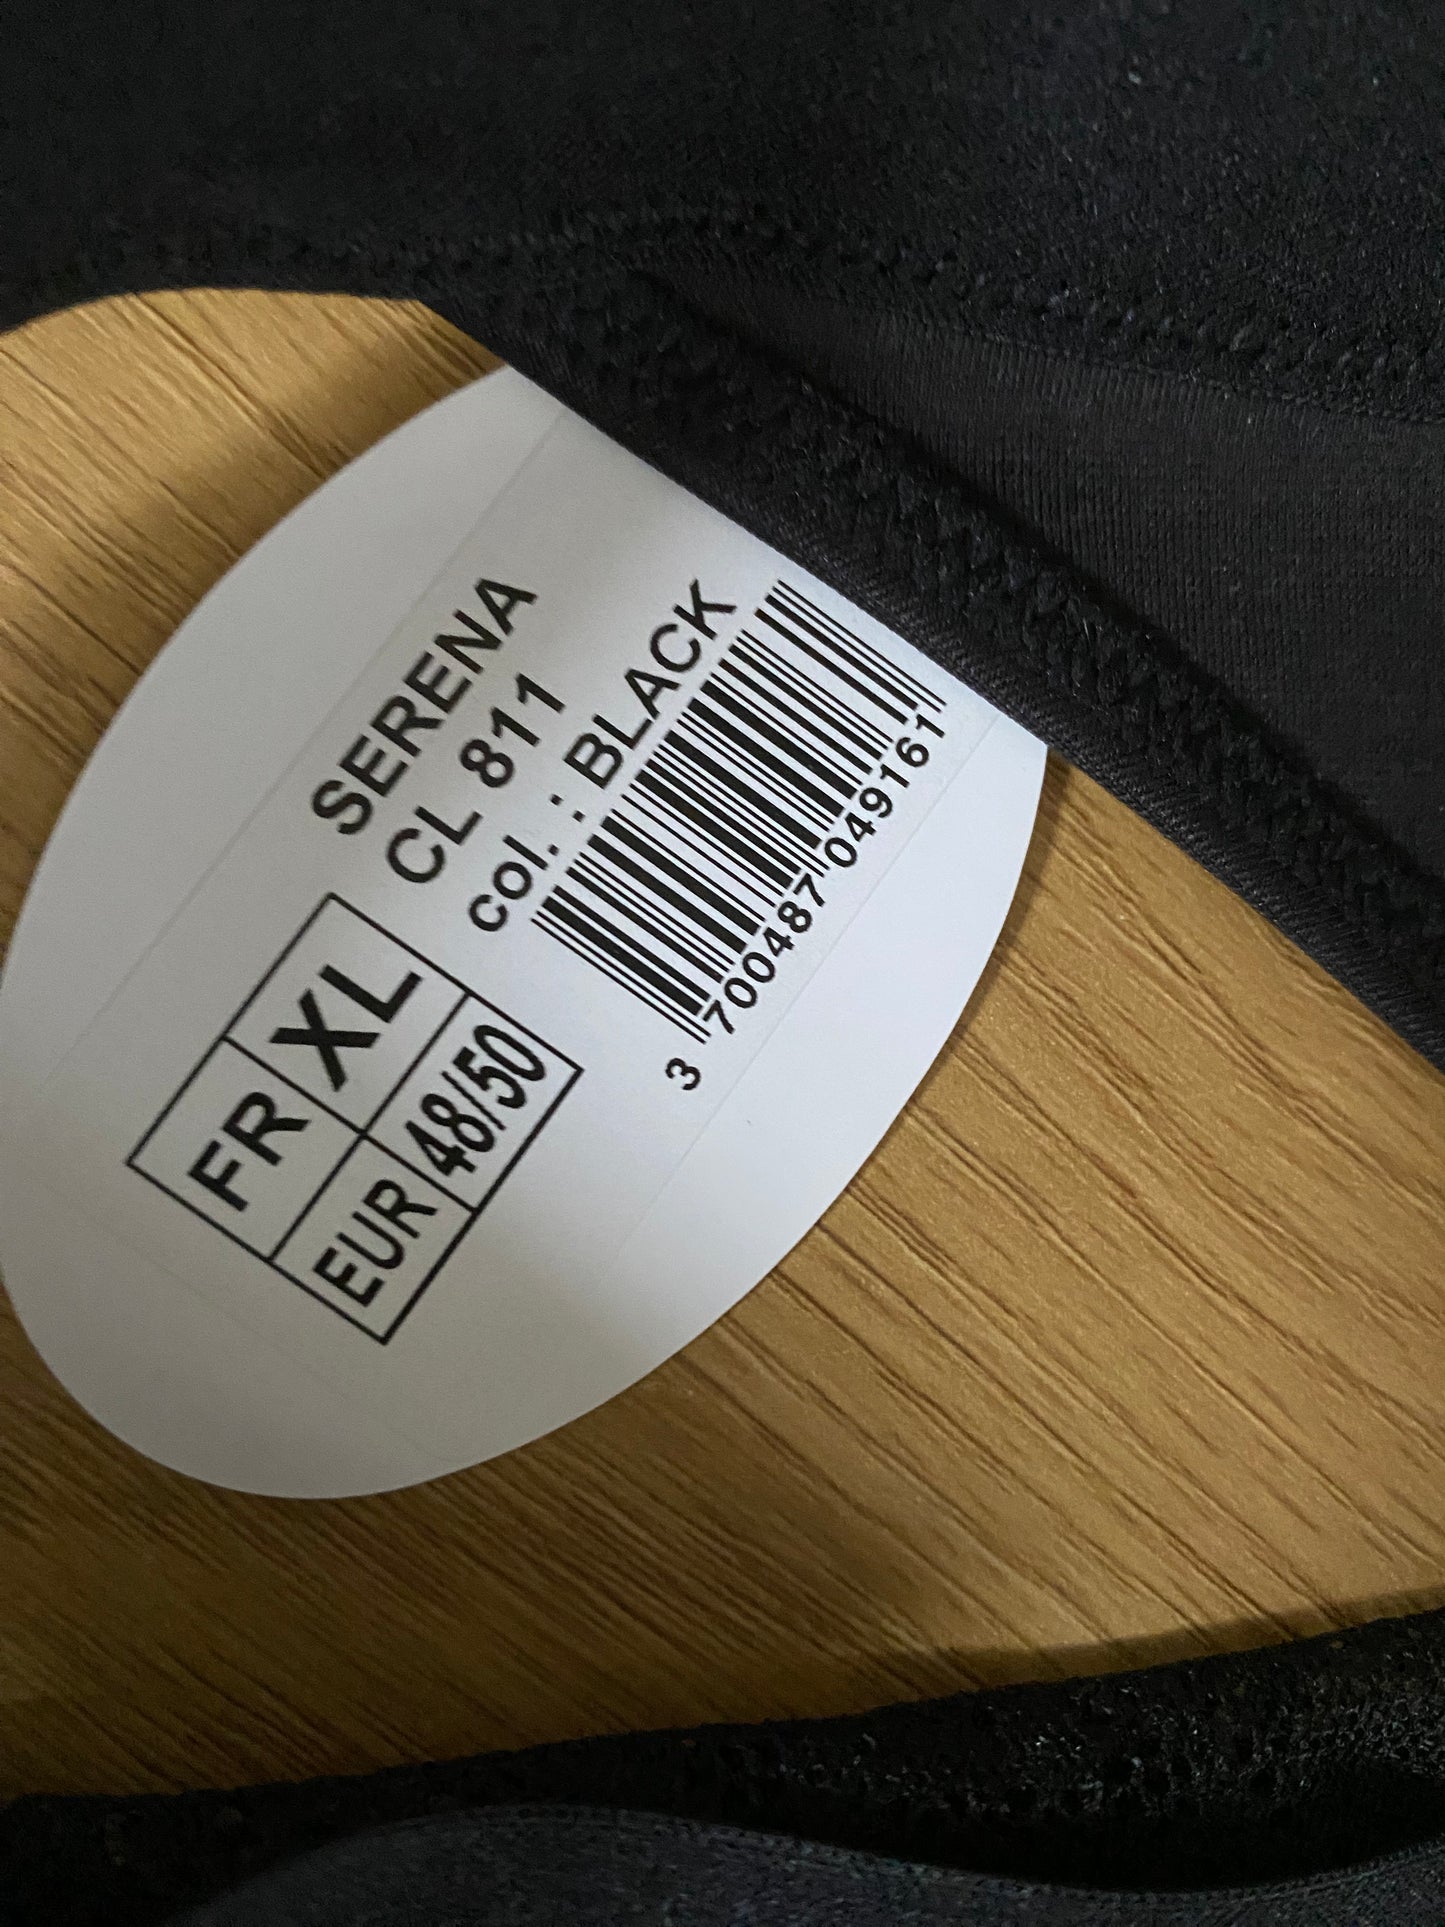 SERENA
CL 811
col. : BLACK
3 700487 049161
FR XL
EUR 48/50